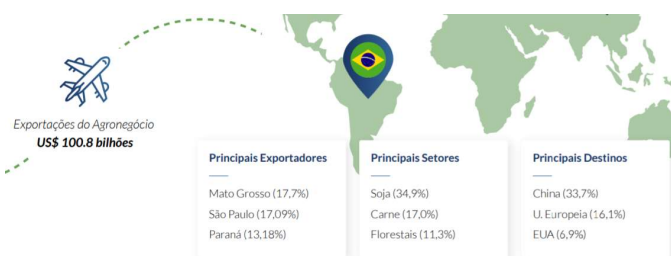 Exportações do Agronegócio
US$ 100.8 bilhões
Principais Exportadores
Mato Grosso (17,7%)
São Paulo (17,09%)
Paraná (13,18%)
Principais Setores
Soja (34,9%)
Carne (17,0%)
Florestais (11,3%)
Principais Destinos
China (33,7%)
U. Europeia (16,1%)
EUA (6,9%)